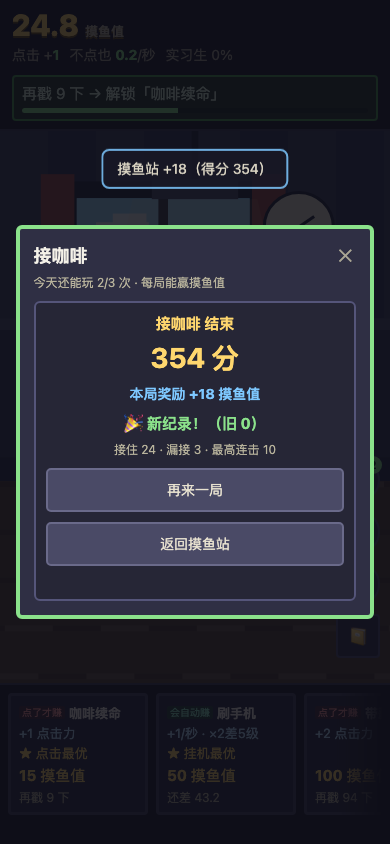 24.8 摸鱼值
点击 +1 不点也 0.2/秒 实习生 0%
再戳 9 下 → 解锁「咖啡续命」
摸鱼站 +18（得分 354）
接咖啡
今天还能玩 2/3 次 · 每局能赢摸鱼值
接咖啡 结束
354 分
本局奖励 +18 摸鱼值
🎉 新纪录！（旧 0）
接住 24 · 漏接 3 · 最高连击 10
再来一局
返回摸鱼站
点了才赚 咖啡续命
+1 点击力
★ 点击最优
15 摸鱼值
再戳 9 下
会自动赚 刷手机
+1/秒 · ×2差5级
★ 挂机最优
50 摸鱼值
还差 43.2
点了才赚
+2 点击力
100 摸鱼
再戳 94 下